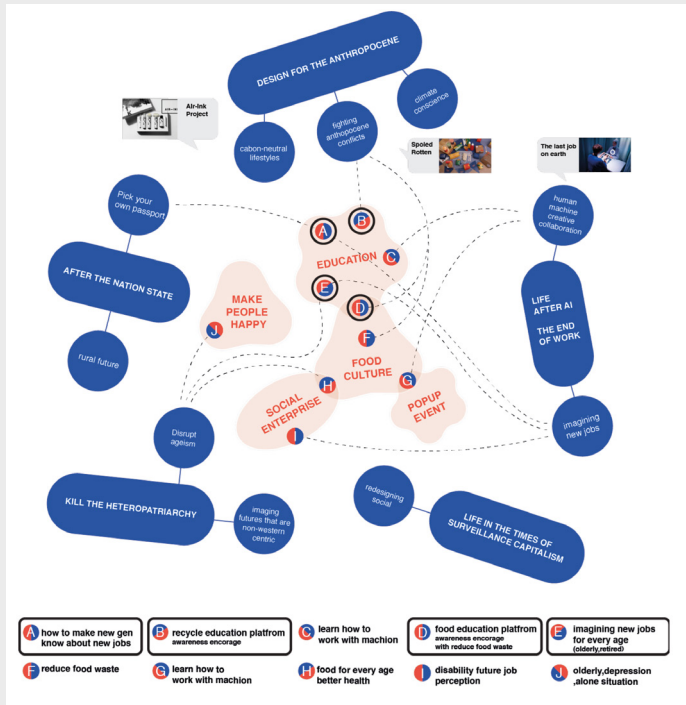 DESIGN FOR THE ANTHROPOCENE
climate
conscience
fighting
anthopocene
conflicts
cabon-neutral
lifestyles
Air-Ink
Project
Spoled
Rotten
The last job
on earth
Pick your
own passport
human
machine
creative
collaboration
A
B
EDUCATION
C
AFTER THE NATION STATE
E
MAKE
PEOPLE
HAPPY
D
LIFE
AFTER AI
THE END
OF WORK
J
F
rural future
FOOD
CULTURE
G
H
SOCIAL
ENTERPRISE
POPUP
EVENT
I
Disrupt
ageism
imagining
new jobs
KILL THE HETEROPATRIARCHY
imaging
futures that are
non-western
centric
redesigning
social
LIFE IN THE TIMES OF
SURVEILLANCE CAPITALISM
A how to make new gen
know about new jobs
B recycle education platfrom
awareness encorage
C learn how to
work with machion
D food education platfrom
awareness encorage
with reduce food waste
E imagining new jobs
for every age
(olderly,retired)
F reduce food waste
G learn how to
work with machion
H food for every age
better health
I disability future job
perception
J olderly,depression
,alone situation